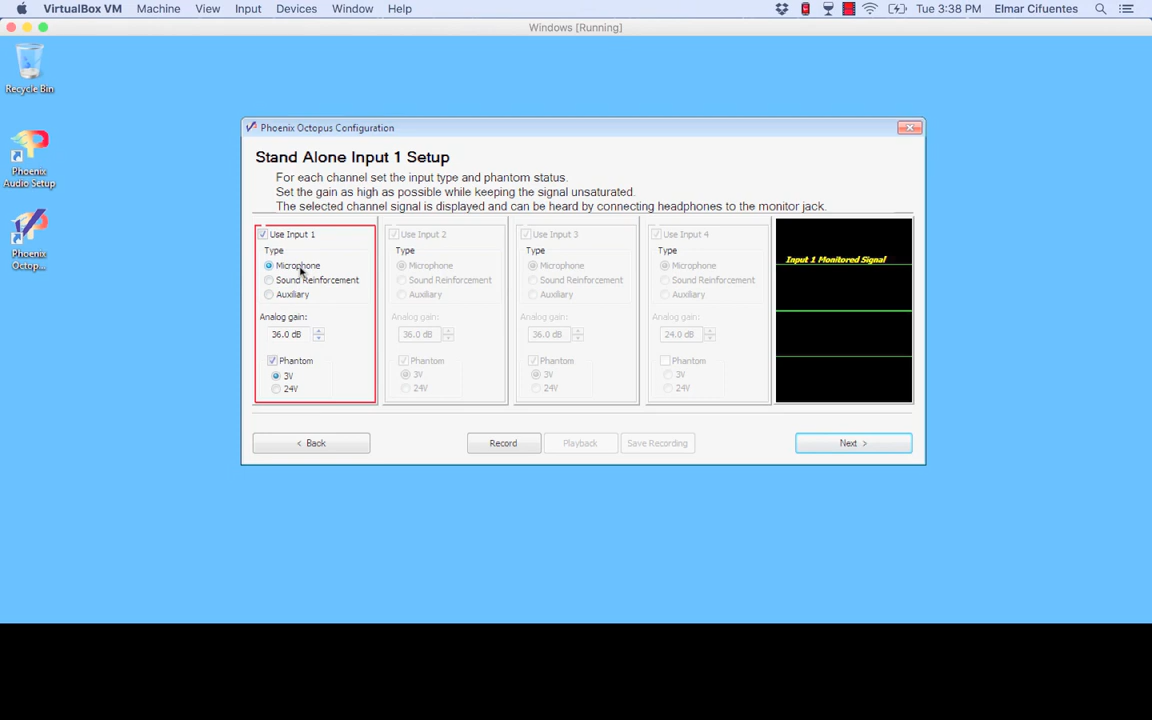 VirtualBox VM Machine View Input Devices Window Help Tue 3:38 PM Elmar Cifuentes
Windows [Running]
Recycle Bin
Phoenix
Audio Setup
Phoenix
Octop...
Phoenix Octopus Configuration
Stand Alone Input 1 Setup
For each channel set the input type and phantom status.
Set the gain as high as possible while keeping the signal unsaturated.
The selected channel signal is displayed and can be heard by connecting headphones to the monitor jack.
Use Input 1
Type
Microphone
Sound Reinforcement
Auxiliary
Analog gain:
36.0 dB
Phantom
3V
24V
Use Input 2
Type
Microphone
Sound Reinforcement
Auxiliary
Analog gain:
36.0 dB
Phantom
3V
24V
Use Input 3
Type
Microphone
Sound Reinforcement
Auxiliary
Analog gain:
36.0 dB
Phantom
3V
24V
Use Input 4
Type
Microphone
Sound Reinforcement
Auxiliary
Analog gain:
24.0 dB
Phantom
3V
24V
Input 1 Monitored Signal
< Back Record Playback Save Recording Next >